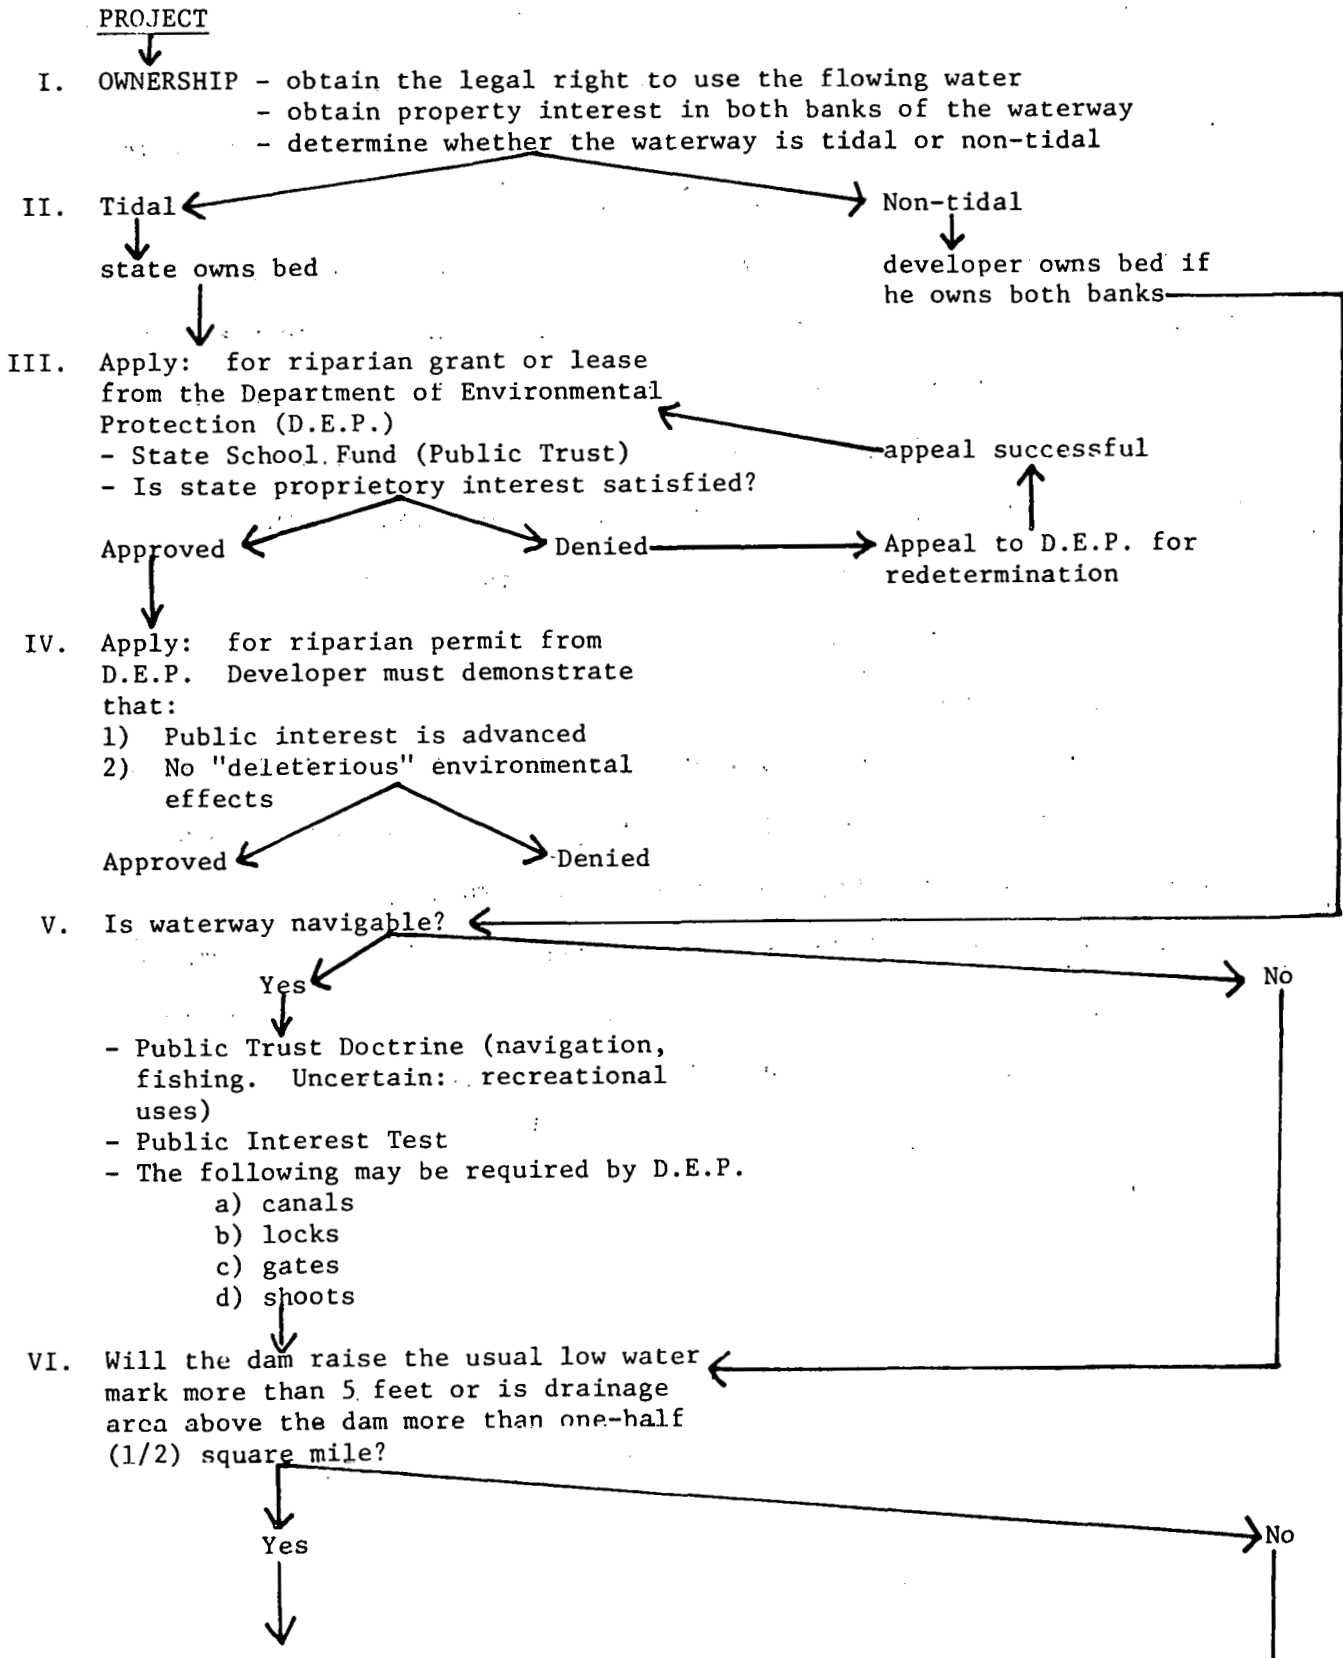 PROJECT
I. OWNERSHIP - obtain the legal right to use the flowing water
- obtain property interest in both banks of the waterway
- determine whether the waterway is tidal or non-tidal
II. Tidal
Non-tidal
state owns bed
developer owns bed if
he owns both banks
III. Apply: for riparian grant or lease
from the Department of Environmental
Protection (D.E.P.)
- State School Fund (Public Trust)
- Is state proprietory interest satisfied?
appeal successful
Approved
Denied
Appeal to D.E.P. for
redetermination
IV. Apply: for riparian permit from
D.E.P. Developer must demonstrate
that:
1) Public interest is advanced
2) No "deleterious" environmental
effects
Approved
Denied
V. Is waterway navigable?
Yes
No
- Public Trust Doctrine (navigation,
fishing. Uncertain: recreational
uses)
- Public Interest Test
- The following may be required by D.E.P.
a) canals
b) locks
c) gates
d) shoots
VI. Will the dam raise the usual low water
mark more than 5 feet or is drainage
area above the dam more than one-half
(1/2) square mile?
Yes
No